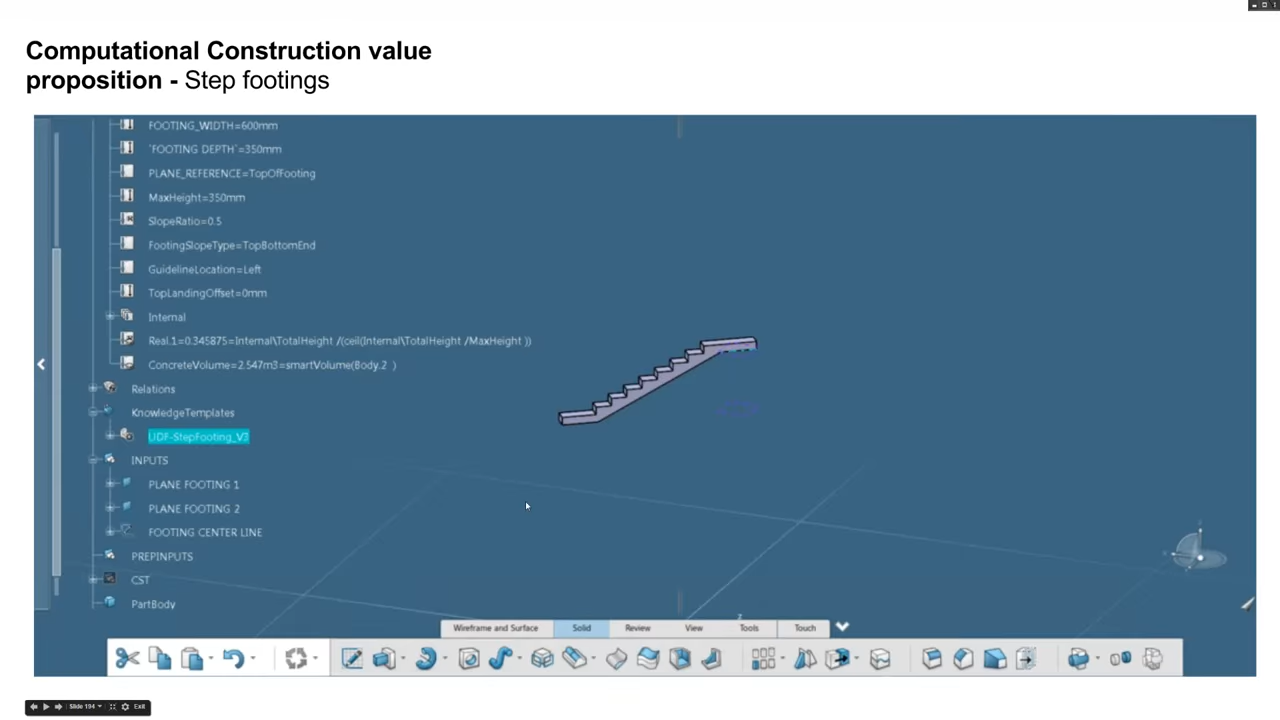 Computational Construction value
proposition - Step footings
FOOTING_WIDTH=600mm
`FOOTING DEPTH`=350mm
PLANE_REFERENCE=TopOfFooting
MaxHeight=350mm
SlopeRatio=0.5
FootingSlopeType=TopBottomEnd
GuidelineLocation=Left
TopLandingOffset=0mm
Internal
Real.1=0.345875=Internal\TotalHeight /(ceil(Internal\TotalHeight /MaxHeight ))
ConcreteVolume=2.547m3=smartVolume(Body.2 )
Relations
KnowledgeTemplates
UDF-StepFooting_V3
INPUTS
PLANE FOOTING 1
PLANE FOOTING 2
FOOTING CENTER LINE
PREPINPUTS
CST
PartBody
Wireframe and Surface Solid Review View Tools Touch
Slide 194 Exit